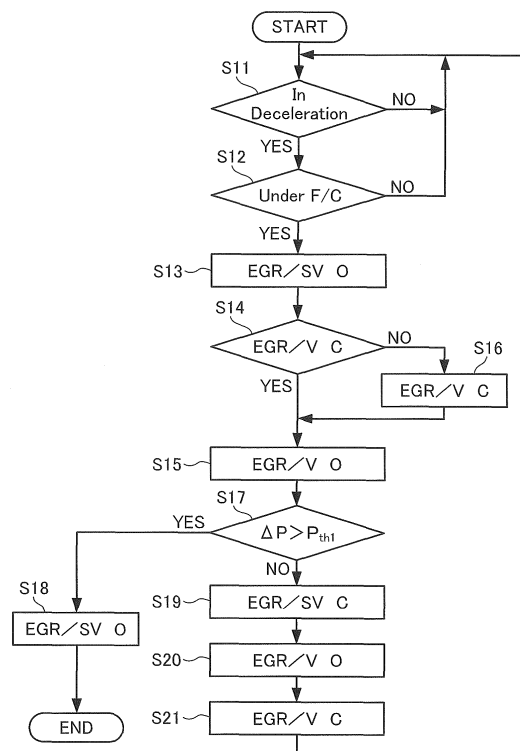 START
S11
In
Deceleration
NO
YES
S12
Under F/C
NO
YES
S13
EGR/SV O
S14
EGR/V C
NO
YES
S16
EGR/V C
S15
EGR/V O
S17
YES
ΔP>Pth1
NO
S18
EGR/SV O
S19
EGR/SV C
S20
EGR/V O
S21
EGR/V C
END